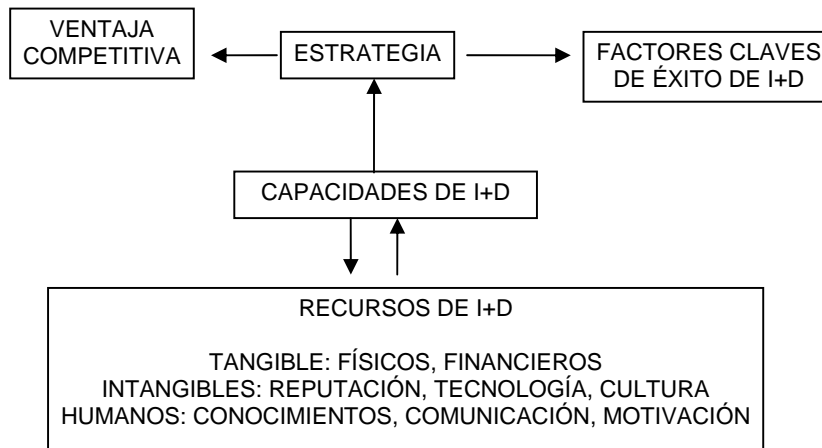 VENTAJA
COMPETITIVA
ESTRATEGIA
FACTORES CLAVES
DE ÉXITO DE I+D
CAPACIDADES DE I+D
RECURSOS DE I+D
TANGIBLE: FÍSICOS, FINANCIEROS
INTANGIBLES: REPUTACIÓN, TECNOLOGÍA, CULTURA
HUMANOS: CONOCIMIENTOS, COMUNICACIÓN, MOTIVACIÓN